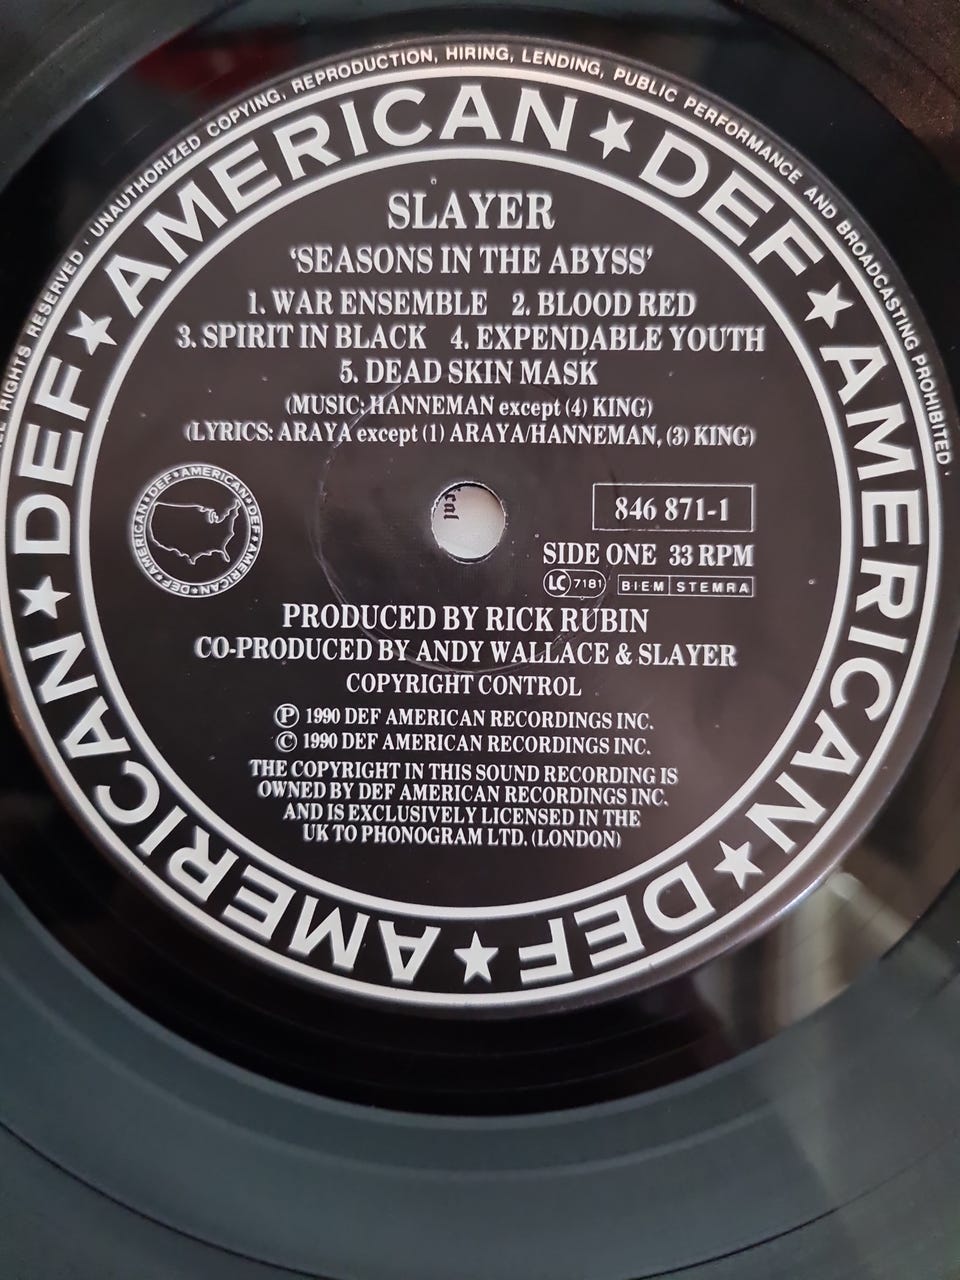 RIGHTS RESERVED · UNAUTHORIZED COPYING, REPRODUCTION, HIRING, LENDING, PUBLIC PERFORMANCE AND BROADCASTING PROHIBITED ·
AMERICAN ★ DEF ★ AMERICAN ★ DEF ★ AMERICAN ★ DEF ★
SLAYER
'SEASONS IN THE ABYSS'
1. WAR ENSEMBLE 2. BLOOD RED
3. SPIRIT IN BLACK 4. EXPENDABLE YOUTH
5. DEAD SKIN MASK
(MUSIC: HANNEMAN except (4) KING)
(LYRICS: ARAYA except (1) ARAYA/HANNEMAN, (3) KING)
DEF★AMERICAN★DEF★AMERICAN★DEF★AMERICAN★
846 871-1
SIDE ONE 33 RPM
LC 7181 BIEM STEMRA
PRODUCED BY RICK RUBIN
CO-PRODUCED BY ANDY WALLACE & SLAYER
COPYRIGHT CONTROL
Ⓟ 1990 DEF AMERICAN RECORDINGS INC.
© 1990 DEF AMERICAN RECORDINGS INC.
THE COPYRIGHT IN THIS SOUND RECORDING IS
OWNED BY DEF AMERICAN RECORDINGS INC.
AND IS EXCLUSIVELY LICENSED IN THE
UK TO PHONOGRAM LTD. (LONDON)